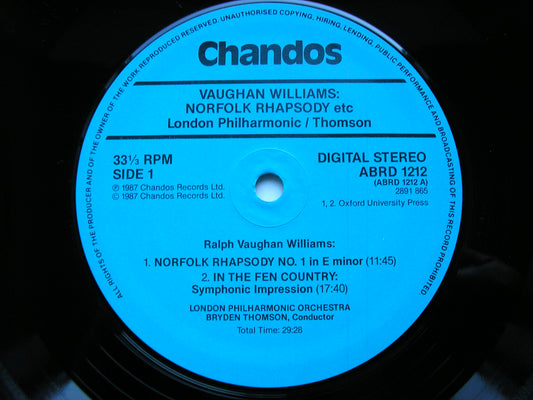 ALL RIGHTS OF THE PRODUCER AND OF THE OWNER OF THE WORK REPRODUCED RESERVED. UNAUTHORISED COPYING, HIRING, LENDING, PUBLIC PERFORMANCE AND BROADCASTING OF THIS RECORD PROHIBITED.
Chandos
VAUGHAN WILLIAMS:
NORFOLK RHAPSODY etc
London Philharmonic / Thomson
33⅓ RPM
SIDE 1
℗ 1987 Chandos Records Ltd.
© 1987 Chandos Records Ltd.
DIGITAL STEREO
ABRD 1212
(ABRD 1212 A)
2891 865
1, 2. Oxford University Press
Ralph Vaughan Williams:
1. NORFOLK RHAPSODY NO. 1 in E minor (11:45)
2. IN THE FEN COUNTRY:
Symphonic Impression (17:40)
LONDON PHILHARMONIC ORCHESTRA
BRYDEN THOMSON, Conductor
Total Time: 29:28